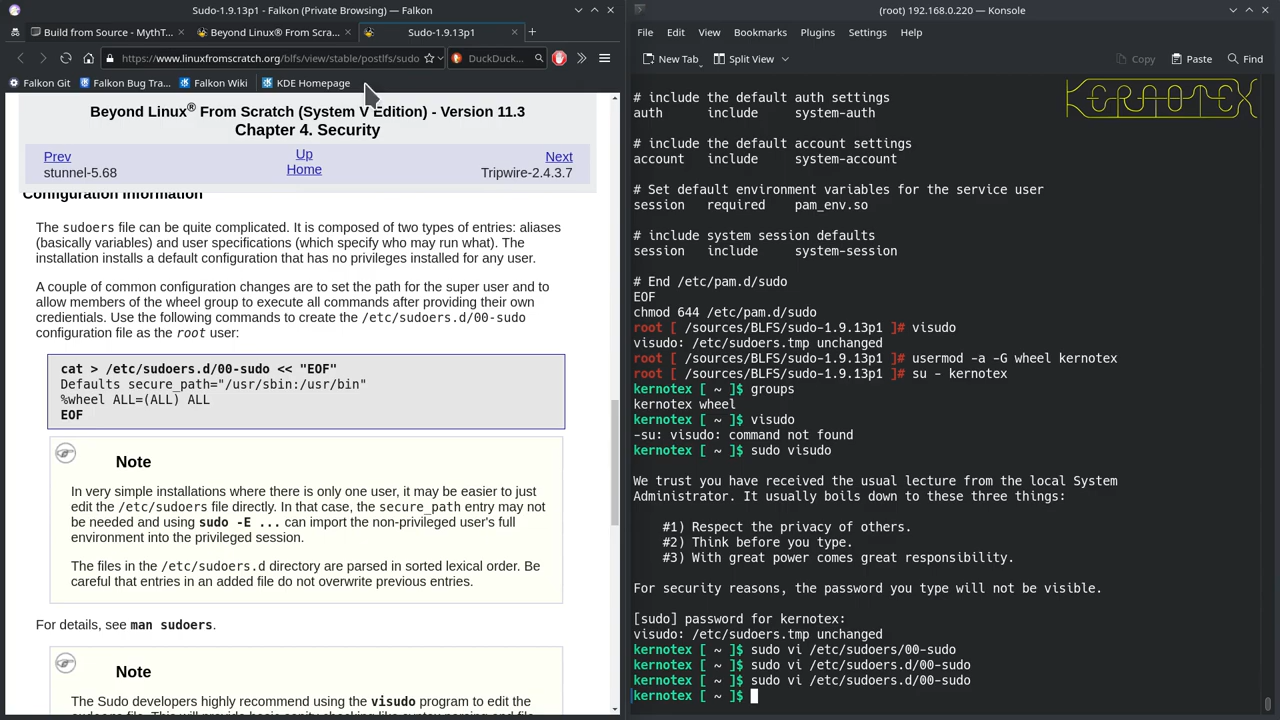 Sudo-1.9.13p1 - Falkon (Private Browsing) — Falkon
Build from Source - MythT...
Beyond Linux® From Scra...
Sudo-1.9.13p1
https://www.linuxfromscratch.org/blfs/view/stable/postlfs/sudo
DuckDuc...
Falkon Git
Falkon Bug Tra...
Falkon Wiki
KDE Homepage
Beyond Linux® From Scratch (System V Edition) - Version 11.3
Chapter 4. Security
Prev
Up
Next
stunnel-5.68
Home
Tripwire-2.4.3.7
Configuration Information
The sudoers file can be quite complicated. It is composed of two types of entries: aliases
(basically variables) and user specifications (which specify who may run what). The
installation installs a default configuration that has no privileges installed for any user.
A couple of common configuration changes are to set the path for the super user and to
allow members of the wheel group to execute all commands after providing their own
credentials. Use the following commands to create the /etc/sudoers.d/00-sudo
configuration file as the root user:
cat > /etc/sudoers.d/00-sudo << "EOF"
Defaults secure_path="/usr/sbin:/usr/bin"
%wheel ALL=(ALL) ALL
EOF
Note
In very simple installations where there is only one user, it may be easier to just
edit the /etc/sudoers file directly. In that case, the secure_path entry may not
be needed and using sudo -E ... can import the non-privileged user's full
environment into the privileged session.
The files in the /etc/sudoers.d directory are parsed in sorted lexical order. Be
careful that entries in an added file do not overwrite previous entries.
For details, see man sudoers.
Note
The Sudo developers highly recommend using the visudo program to edit the
(root) 192.168.0.220 — Konsole
File Edit View Bookmarks Plugins Settings Help
New Tab
Split View
Copy
Paste
Find
KERNOTEX
# include the default auth settings
auth include system-auth
# include the default account settings
account include system-account
# Set default environment variables for the service user
session required pam_env.so
# include system session defaults
session include system-session
# End /etc/pam.d/sudo
EOF
chmod 644 /etc/pam.d/sudo
root [ /sources/BLFS/sudo-1.9.13p1 ]# visudo
visudo: /etc/sudoers.tmp unchanged
root [ /sources/BLFS/sudo-1.9.13p1 ]# usermod -a -G wheel kernotex
root [ /sources/BLFS/sudo-1.9.13p1 ]# su - kernotex
kernotex [ ~ ]$ groups
kernotex wheel
kernotex [ ~ ]$ visudo
-su: visudo: command not found
kernotex [ ~ ]$ sudo visudo
We trust you have received the usual lecture from the local System
Administrator. It usually boils down to these three things:
#1) Respect the privacy of others.
#2) Think before you type.
#3) With great power comes great responsibility.
For security reasons, the password you type will not be visible.
[sudo] password for kernotex:
visudo: /etc/sudoers.tmp unchanged
kernotex [ ~ ]$ sudo vi /etc/sudoers/00-sudo
kernotex [ ~ ]$ sudo vi /etc/sudoers.d/00-sudo
kernotex [ ~ ]$ sudo vi /etc/sudoers.d/00-sudo
kernotex [ ~ ]$